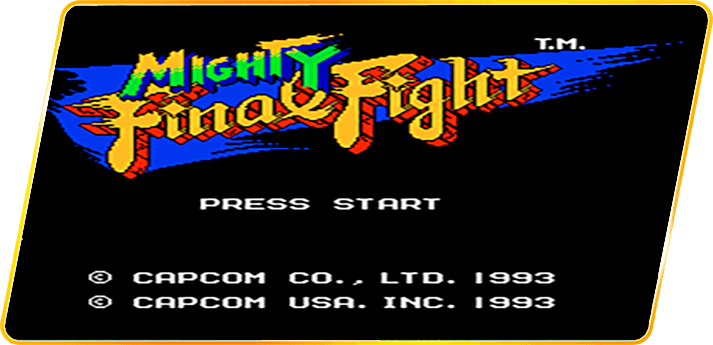 T.M.
MIGHTY
Final Fight
PRESS START
© CAPCOM CO., LTD. 1993
© CAPCOM USA. INC. 1993